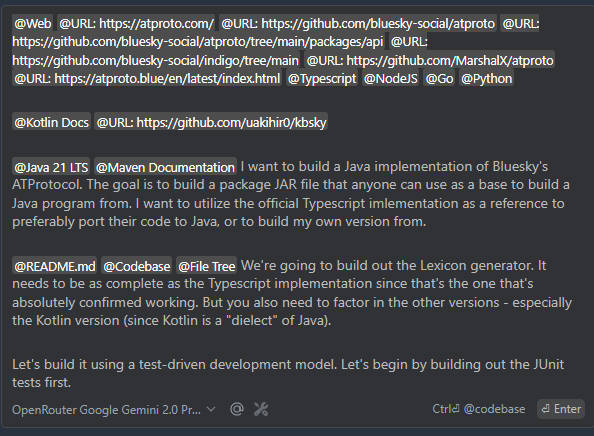 @Web @URL: https://atproto.com/ @URL: https://github.com/bluesky-social/atproto @URL:
https://github.com/bluesky-social/atproto/tree/main/packages/api @URL:
https://github.com/bluesky-social/indigo/tree/main @URL: https://github.com/MarshalX/atproto
@URL: https://atproto.blue/en/latest/index.html @Typescript @NodeJS @Go @Python
@Kotlin Docs @URL: https://github.com/uakihir0/kbsky
@Java 21 LTS @Maven Documentation I want to build a Java implementation of Bluesky's
ATProtocol. The goal is to build a package JAR file that anyone can use as a base to build a
Java program from. I want to utilize the official Typescript imlementation as a reference to
preferably port their code to Java, or to build my own version from.
@README.md @Codebase @File Tree We're going to build out the Lexicon generator. It
needs to be as complete as the Typescript implementation since that's the one that's
absolutely confirmed working. But you also need to factor in the other versions - especially
the Kotlin version (since Kotlin is a "dielect" of Java).
Let's build it using a test-driven development model. Let's begin by building out the JUnit
tests first.
OpenRouter Google Gemini 2.0 Pr... @ Ctrl⏎ @codebase ⏎ Enter